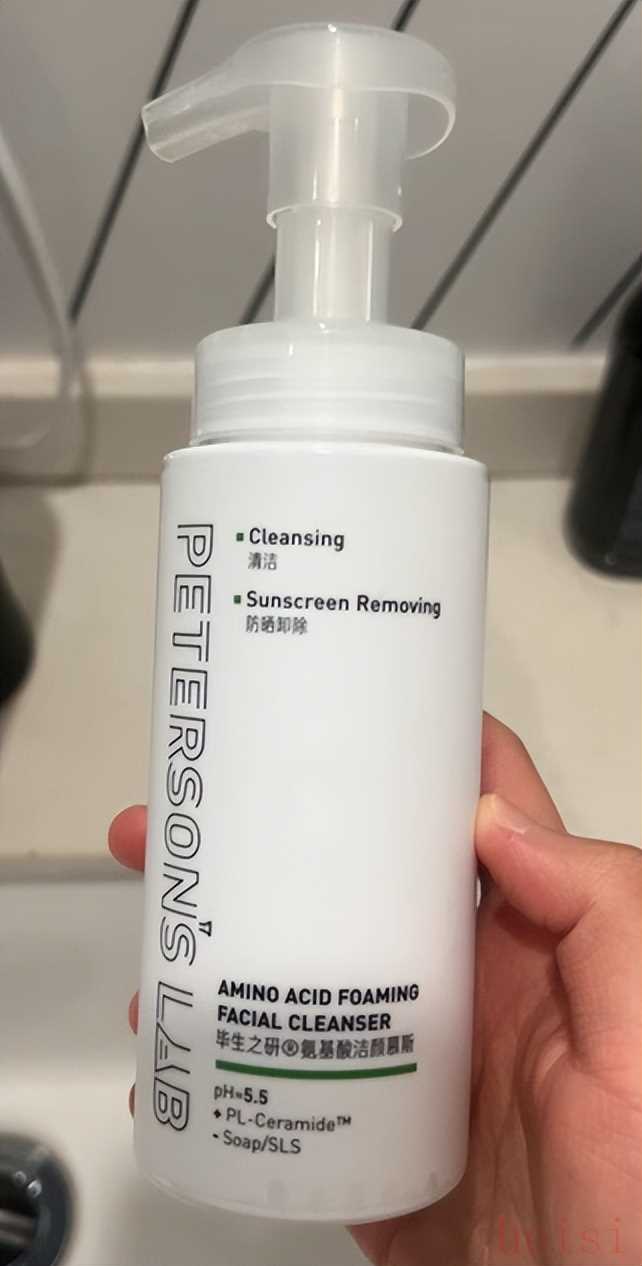 PETERSON'S LAB
Cleansing
清洁
Sunscreen Removing
防晒卸除
AMINO ACID FOAMING
FACIAL CLEANSER
毕生之研®氨基酸洁颜慕斯
pH≈5.5
+ PL-Ceramide™
- Soap/SLS